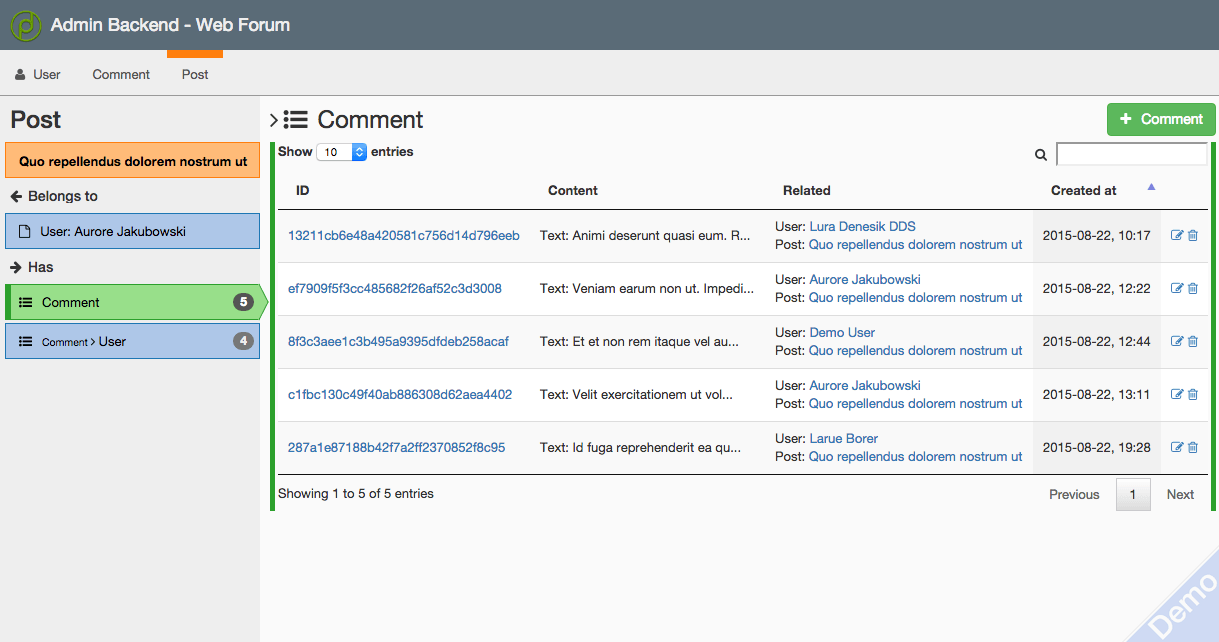 Admin Backend - Web Forum
User Comment Post
Post
Quo repellendus dolorem nostrum ut
Belongs to
User: Aurore Jakubowski
Has
Comment 5
Comment > User 4
Comment
+ Comment
Show 10 entries
ID Content Related Created at
13211cb6e48a420581c756d14d796eeb Text: Animi deserunt quasi eum. R... User: Lura Denesik DDS 2015-08-22, 10:17
Post: Quo repellendus dolorem nostrum ut
ef7909f5f3cc485682f26af52c3d3008 Text: Veniam earum non ut. Impedi... User: Aurore Jakubowski 2015-08-22, 12:22
Post: Quo repellendus dolorem nostrum ut
8f3c3aee1c3b495a9395dfdeb258acaf Text: Et et non rem itaque vel au... User: Demo User 2015-08-22, 12:44
Post: Quo repellendus dolorem nostrum ut
c1fbc130c49f40ab886308d62aea4402 Text: Velit exercitationem ut vol... User: Aurore Jakubowski 2015-08-22, 13:11
Post: Quo repellendus dolorem nostrum ut
287a1e87188b42f7a2ff2370852f8c95 Text: Id fuga reprehenderit ea qu... User: Larue Borer 2015-08-22, 19:28
Post: Quo repellendus dolorem nostrum ut
Showing 1 to 5 of 5 entries
Previous 1 Next
Demo